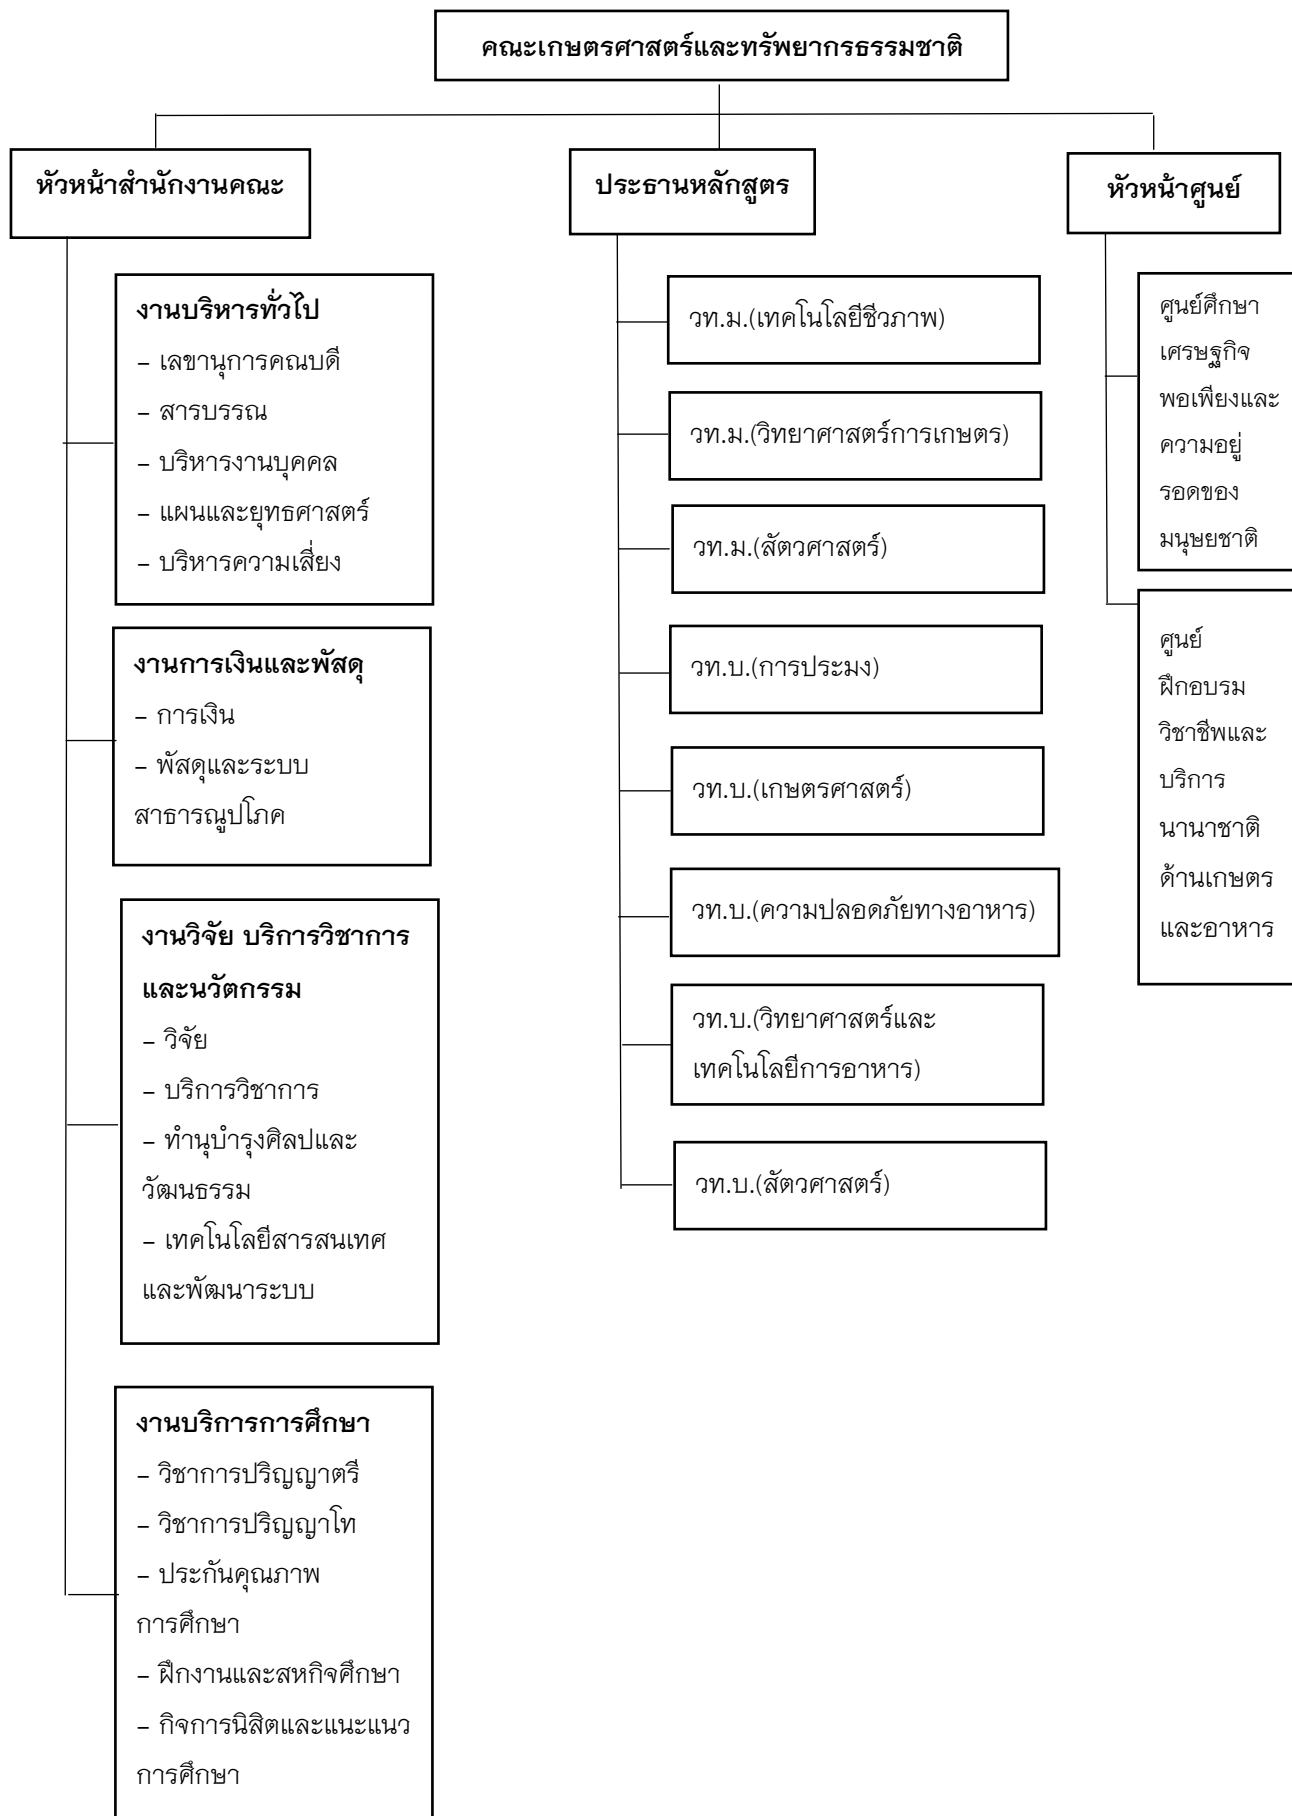 คณะเกษตรศาสตร์และทรัพยากรธรรมชาติ
หัวหน้าสำนักงานคณะ
งานบริหารทั่วไป
– เลขานุการคณบดี
– สารบรรณ
– บริหารงานบุคคล
– แผนและยุทธศาสตร์
– บริหารความเสี่ยง
งานการเงินและพัสดุ
– การเงิน
– พัสดุและระบบ
สาธารณูปโภค
งานวิจัย บริการวิชาการ
และนวัตกรรม
– วิจัย
– บริการวิชาการ
– ทำนุบำรุงศิลปและ
วัฒนธรรม
– เทคโนโลยีสารสนเทศ
และพัฒนาระบบ
งานบริการการศึกษา
– วิชาการปริญญาตรี
– วิชาการปริญญาโท
– ประกันคุณภาพ
การศึกษา
– ฝึกงานและสหกิจศึกษา
– กิจการนิสิตและแนะแนว
การศึกษา
ประธานหลักสูตร
วท.ม.(เทคโนโลยีชีวภาพ)
วท.ม.(วิทยาศาสตร์การเกษตร)
วท.ม.(สัตวศาสตร์)
วท.บ.(การประมง)
วท.บ.(เกษตรศาสตร์)
วท.บ.(ความปลอดภัยทางอาหาร)
วท.บ.(วิทยาศาสตร์และ
เทคโนโลยีการอาหาร)
วท.บ.(สัตวศาสตร์)
หัวหน้าศูนย์
ศูนย์ศึกษา
เศรษฐกิจ
พอเพียงและ
ความอยู่
รอดของ
มนุษยชาติ
ศูนย์
ฝึกอบรม
วิชาชีพและ
บริการ
นานาชาติ
ด้านเกษตร
และอาหาร